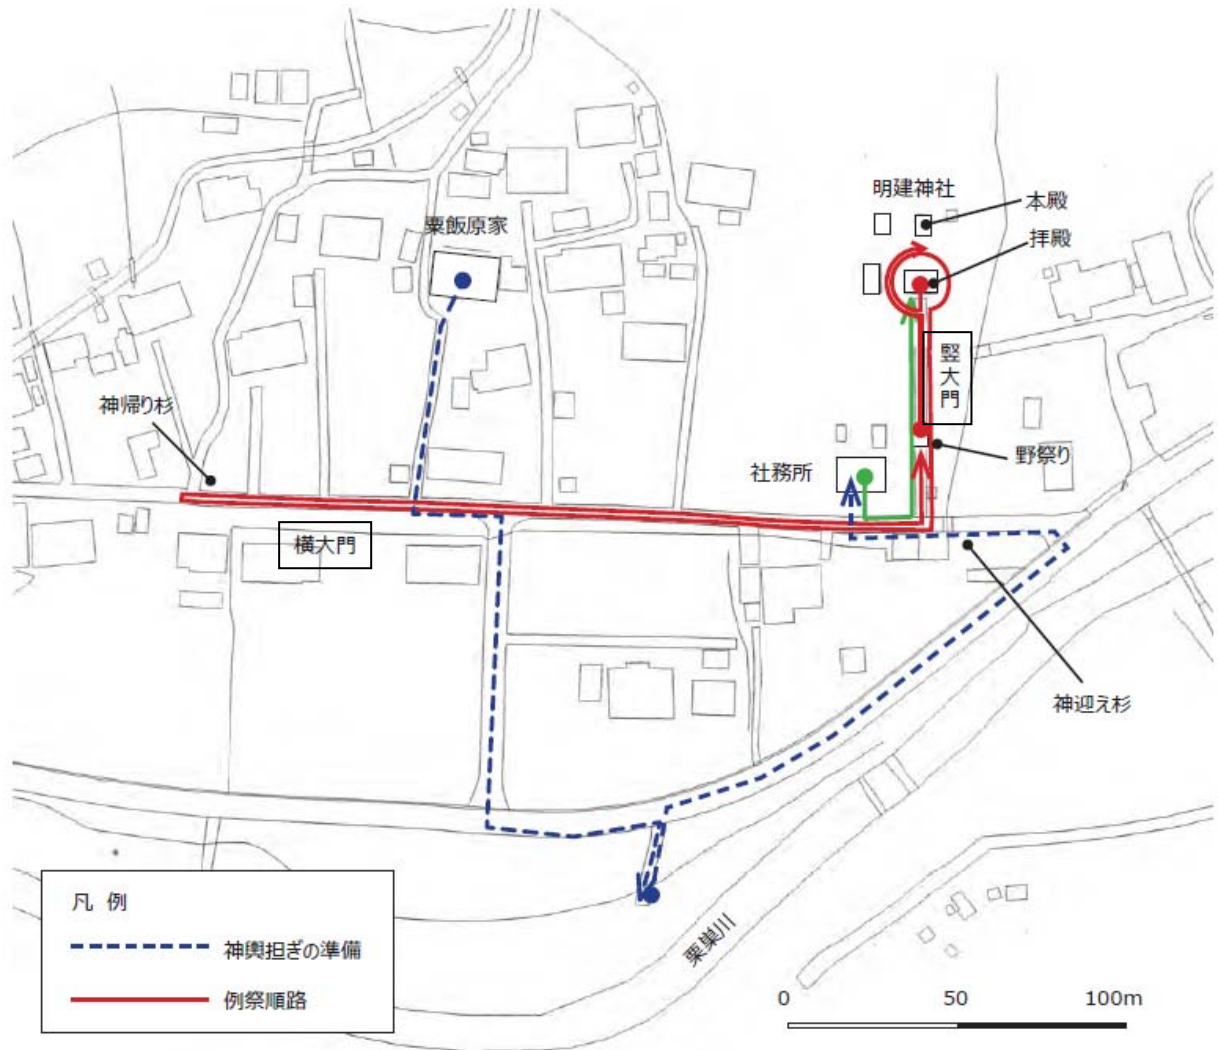 明建神社
本殿
拝殿
粟飯原家
竪大門
神帰り杉
社務所
野祭り
横大門
神迎え杉
凡 例
神輿担ぎの準備
例祭順路
栗巣川
0 50 100m